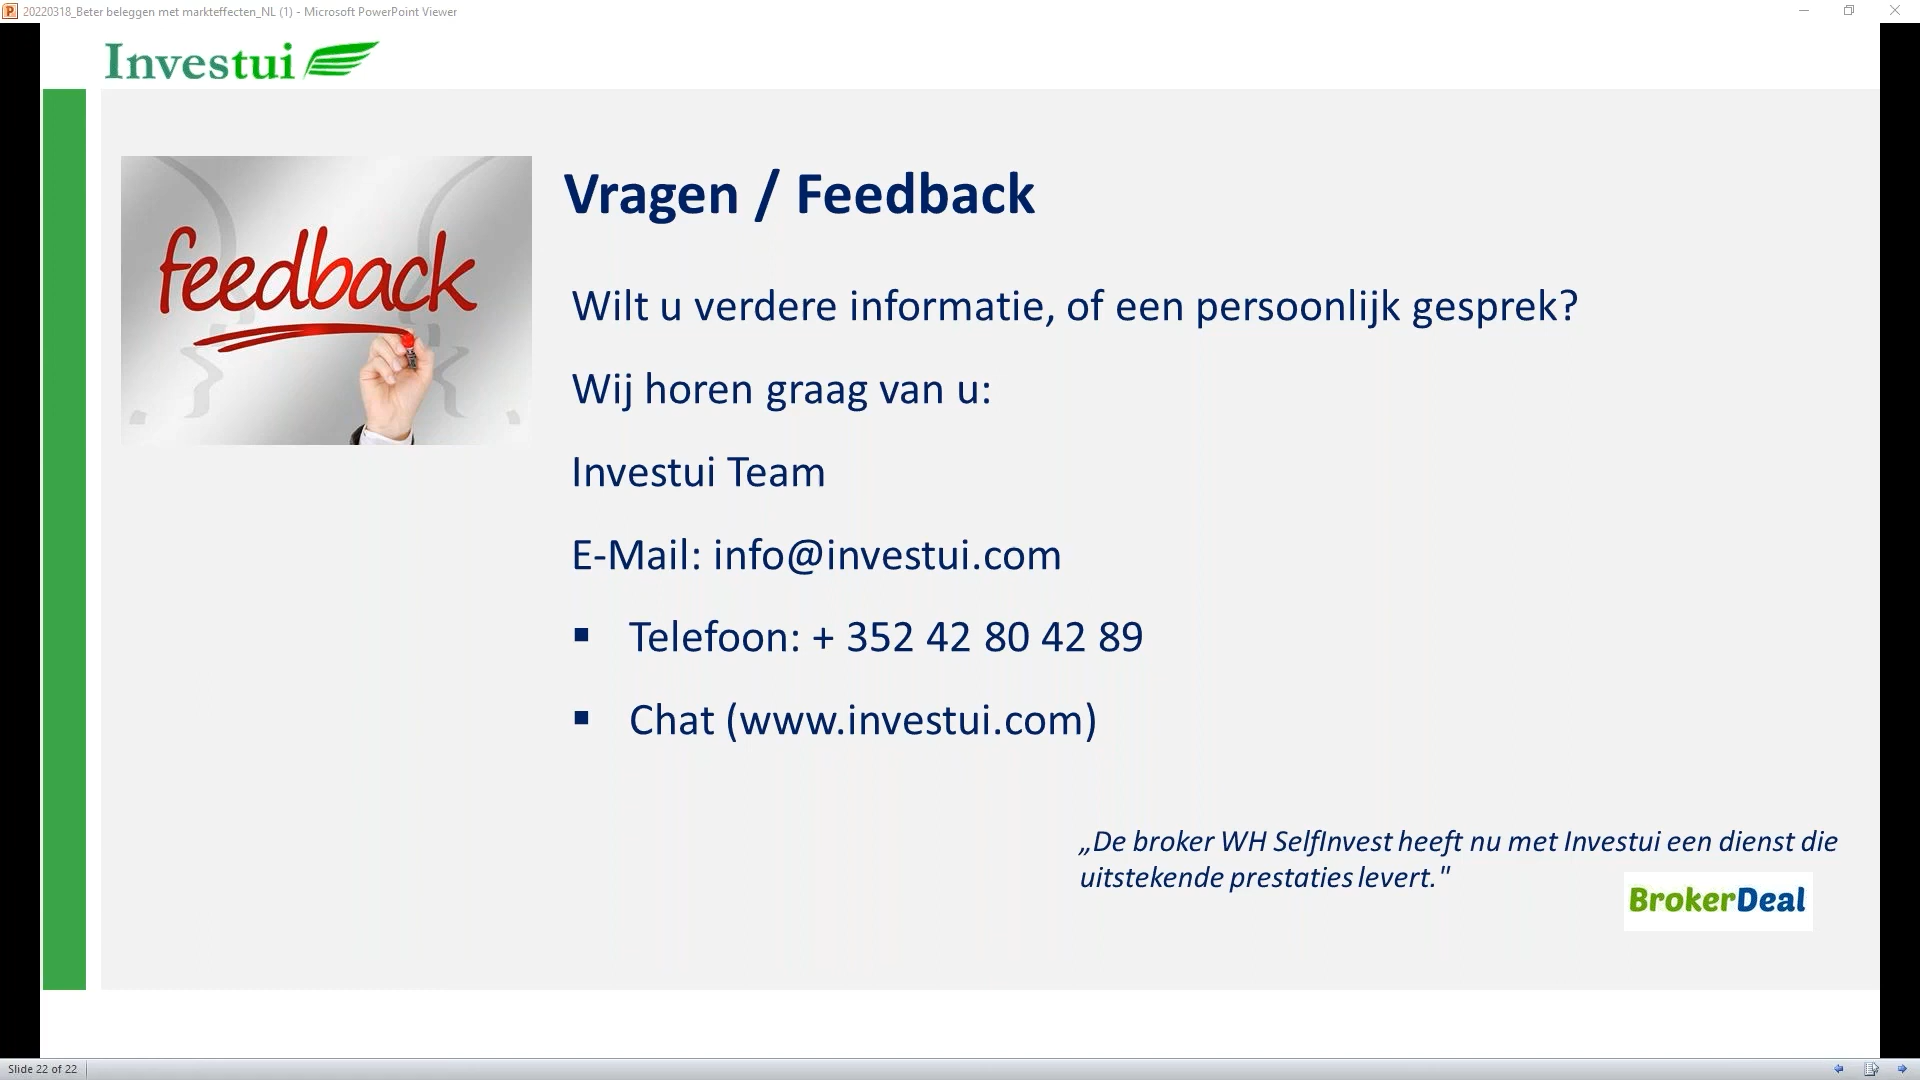 20220318_Beter beleggen met markteffecten_NL (1) - Microsoft PowerPoint Viewer
Investui
feedback
Vragen / Feedback
Wilt u verdere informatie, of een persoonlijk gesprek?
Wij horen graag van u:
Investui Team
E-Mail: info@investui.com
▪ Telefoon: + 352 42 80 42 89
▪ Chat (www.investui.com)
„De broker WH SelfInvest heeft nu met Investui een dienst die
uitstekende prestaties levert."
BrokerDeal
Slide 22 of 22